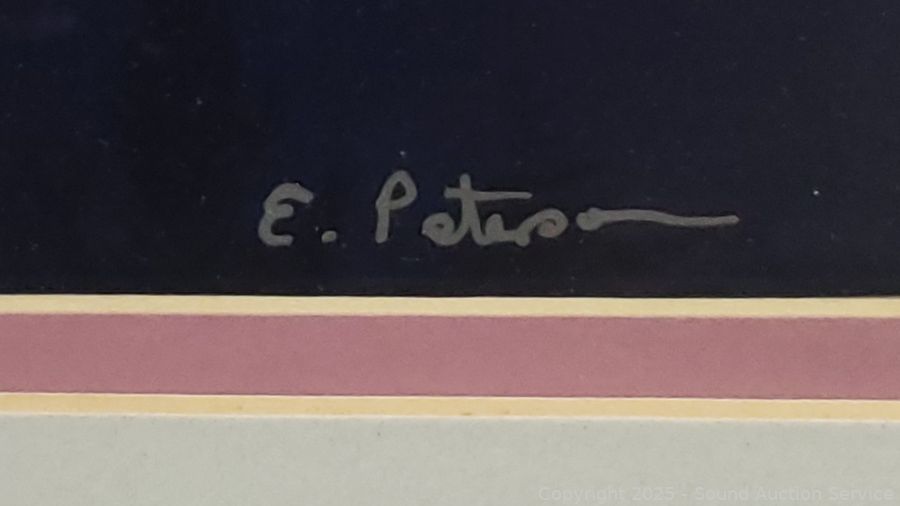 E. Peterson
Copyright 2025 - Sound Auction Service